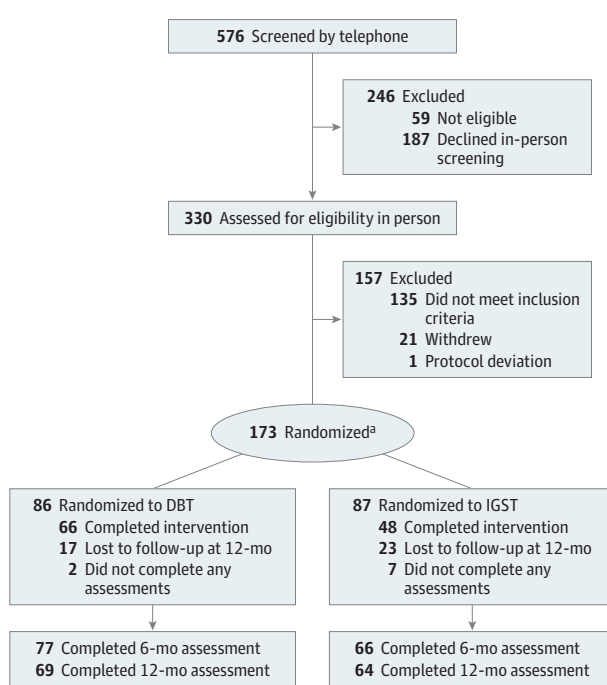 576 Screened by telephone
246 Excluded
59 Not eligible
187 Declined in-person
screening
330 Assessed for eligibility in person
157 Excluded
135 Did not meet inclusion
criteria
21 Withdrew
1 Protocol deviation
173 Randomizedᵃ
86 Randomized to DBT
66 Completed intervention
17 Lost to follow-up at 12-mo
2 Did not complete any
assessments
87 Randomized to IGST
48 Completed intervention
23 Lost to follow-up at 12-mo
7 Did not complete any
assessments
77 Completed 6-mo assessment
69 Completed 12-mo assessment
66 Completed 6-mo assessment
64 Completed 12-mo assessment